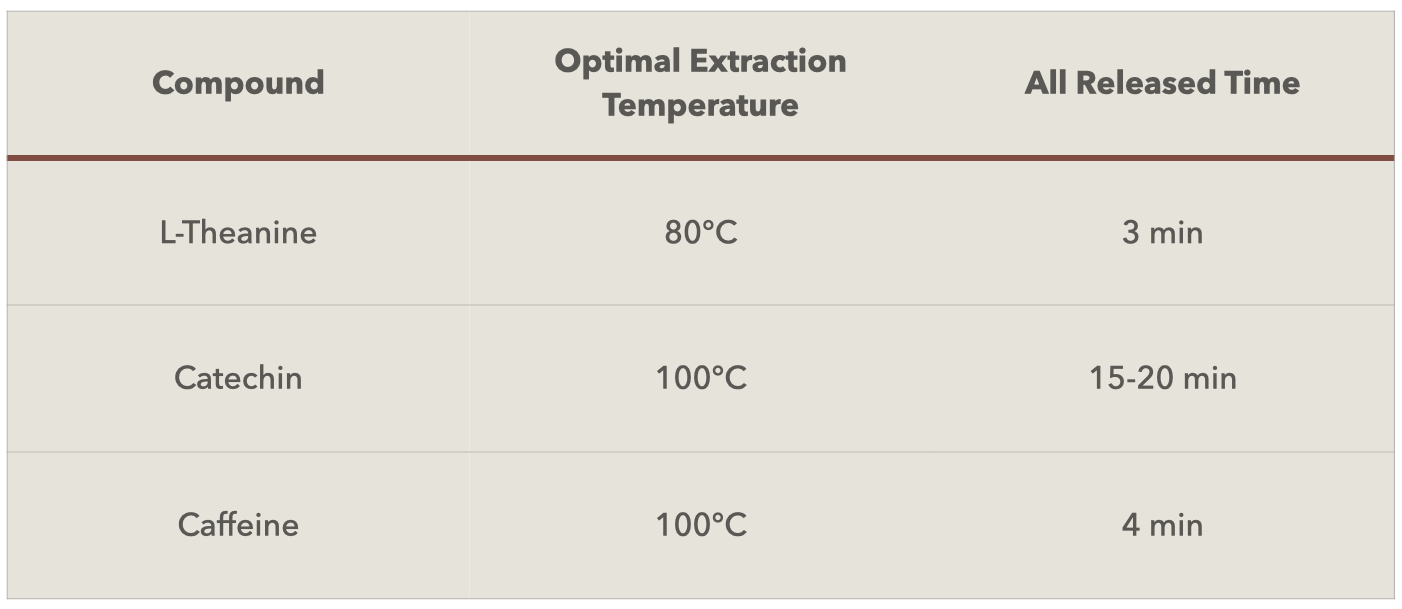 Compound
Optimal Extraction
Temperature
All Released Time
L-Theanine
80°C
3 min
Catechin
100°C
15-20 min
Caffeine
100°C
4 min